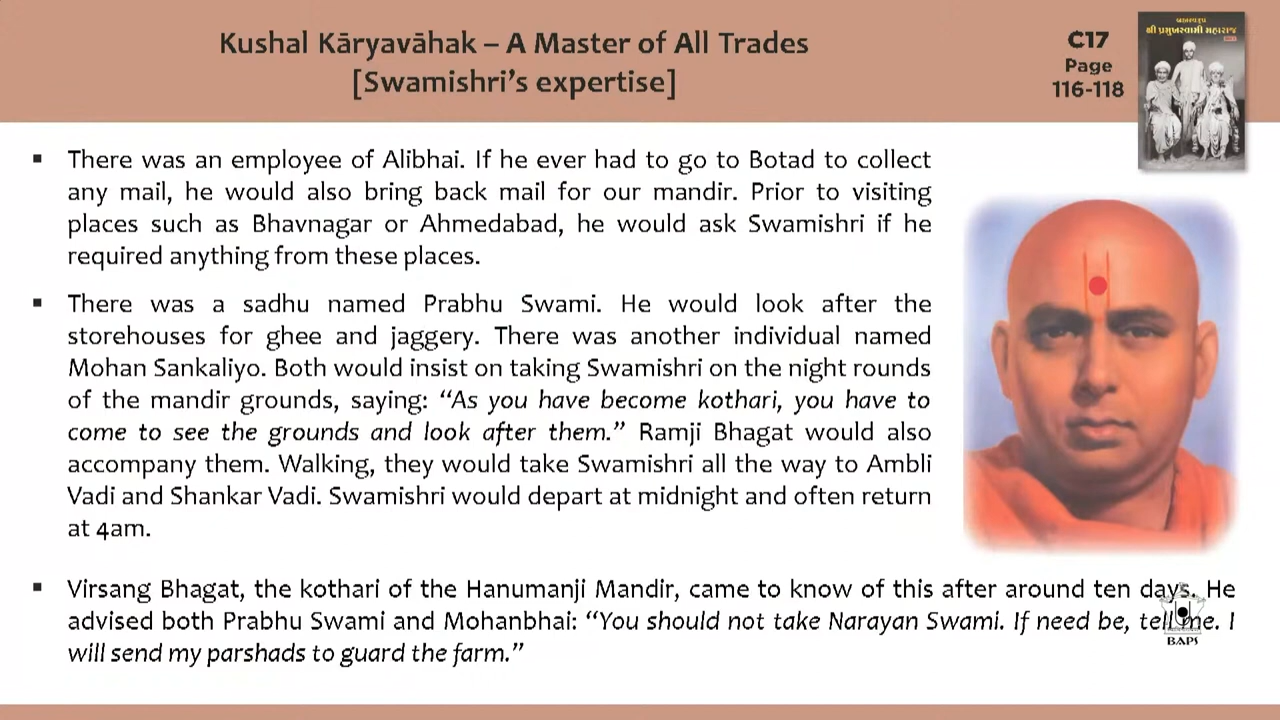 Kushal Kāryavāhak – A Master of All Trades
[Swamishri's expertise]
C17
Page
116-118
શ્રી પ્રમુખસ્વામી મહારાજ
▪ There was an employee of Alibhai. If he ever had to go to Botad to collect
any mail, he would also bring back mail for our mandir. Prior to visiting
places such as Bhavnagar or Ahmedabad, he would ask Swamishri if he
required anything from these places.
▪ There was a sadhu named Prabhu Swami. He would look after the
storehouses for ghee and jaggery. There was another individual named
Mohan Sankaliyo. Both would insist on taking Swamishri on the night rounds
of the mandir grounds, saying: “As you have become kothari, you have to
come to see the grounds and look after them.” Ramji Bhagat would also
accompany them. Walking, they would take Swamishri all the way to Ambli
Vadi and Shankar Vadi. Swamishri would depart at midnight and often return
at 4am.
▪ Virsang Bhagat, the kothari of the Hanumanji Mandir, came to know of this after around ten days. He
advised both Prabhu Swami and Mohanbhai: “You should not take Narayan Swami. If need be, tell me. I
will send my parshads to guard the farm.”
BAPS